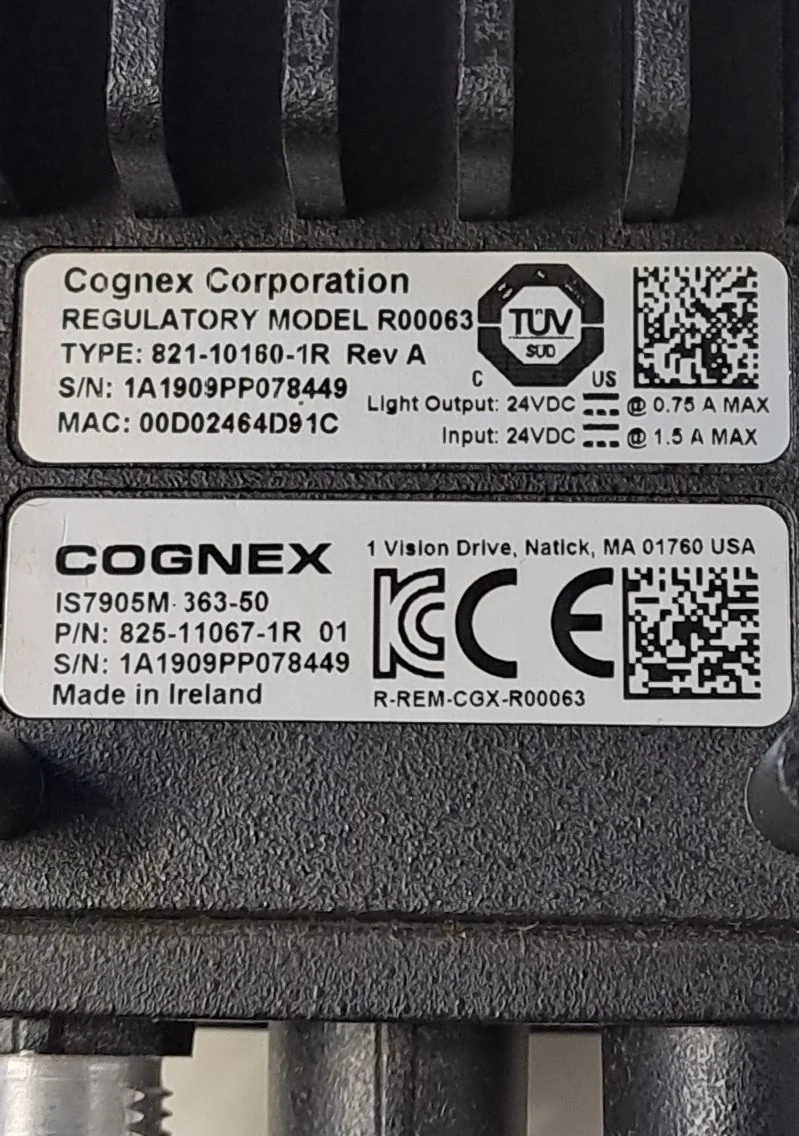 Cognex Corporation
REGULATORY MODEL R00063
TYPE: 821-10160-1R Rev A
S/N: 1A1909PP078449
MAC: 00D02464D91C
TÜV
SÜD
C US
Light Output: 24VDC @ 0.75 A MAX
Input: 24VDC @ 1.5 A MAX
COGNEX
1 Vision Drive, Natick, MA 01760 USA
IS7905M-363-50
P/N: 825-11067-1R 01
S/N: 1A1909PP078449
Made in Ireland
KC CE
R-REM-CGX-R00063